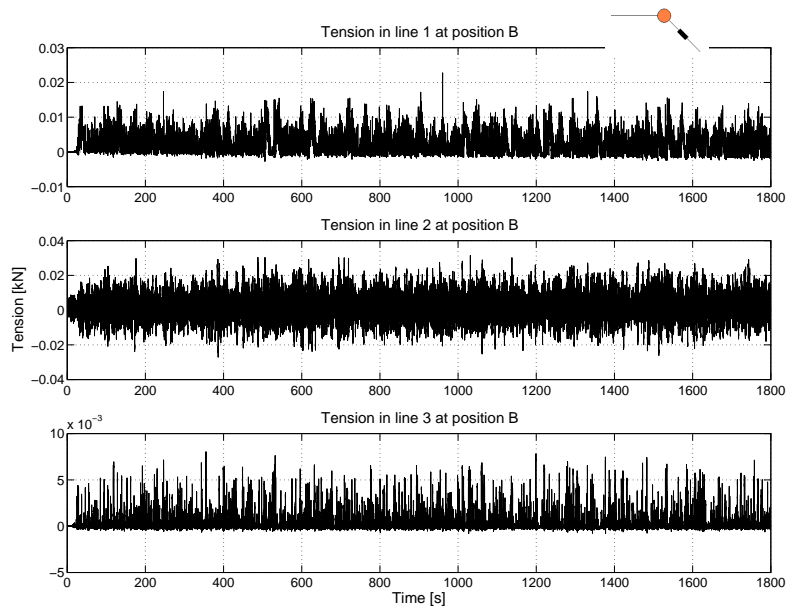 Tension in line 1 at position B
0.03
0.02
0.01
0
−0.01
0 200 400 600 800 1000 1200 1400 1600 1800
Tension in line 2 at position B
0.04
0.02
0
−0.02
−0.04
Tension [kN]
0 200 400 600 800 1000 1200 1400 1600 1800
Tension in line 3 at position B
x 10⁻³
10
5
0
−5
0 200 400 600 800 1000 1200 1400 1600 1800
Time [s]